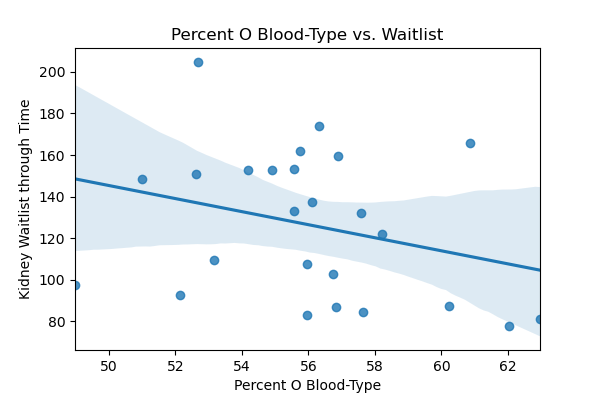 Percent O Blood-Type vs. Waitlist
Kidney Waitlist through Time
200
180
160
140
120
100
80
50 52 54 56 58 60 62
Percent O Blood-Type